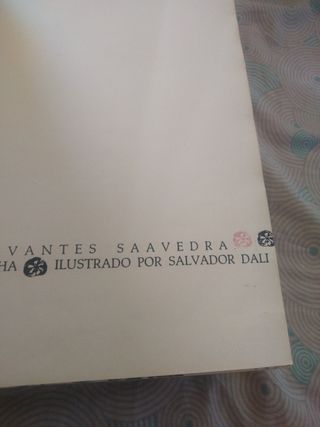 VANTES SAAVEDRA
HA ILUSTRADO POR SALVADOR DALI